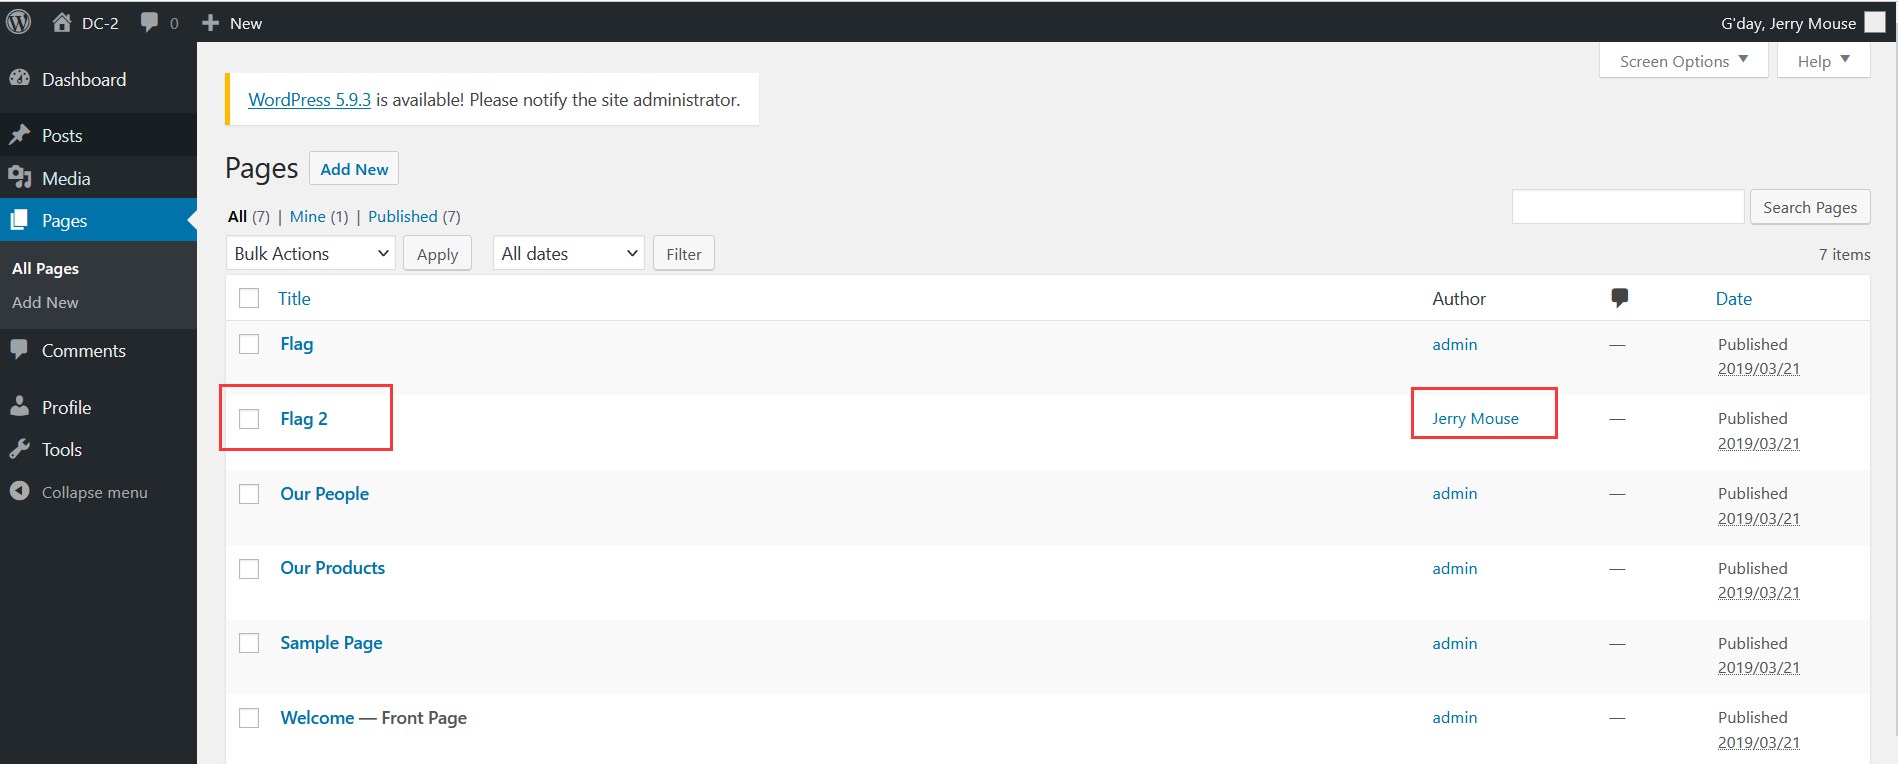 DC-2 0 New G'day, Jerry Mouse
Screen Options Help
Dashboard
Posts
Media
Pages
All Pages
Add New
Comments
Profile
Tools
Collapse menu
WordPress 5.9.3 is available! Please notify the site administrator.
Pages Add New
All (7) | Mine (1) | Published (7)
Search Pages
Bulk Actions Apply All dates Filter 7 items
Title Author Date
Flag admin — Published
2019/03/21
Flag 2 Jerry Mouse — Published
2019/03/21
Our People admin — Published
2019/03/21
Our Products admin — Published
2019/03/21
Sample Page admin — Published
2019/03/21
Welcome — Front Page admin — Published
2019/03/21